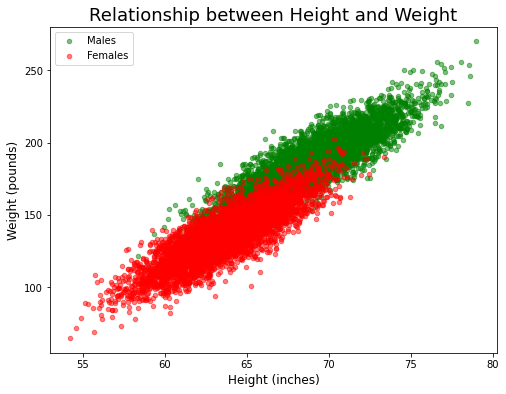 Relationship between Height and Weight
Males
Females
Weight (pounds)
250
200
150
100
55
60
65
70
75
80
Height (inches)